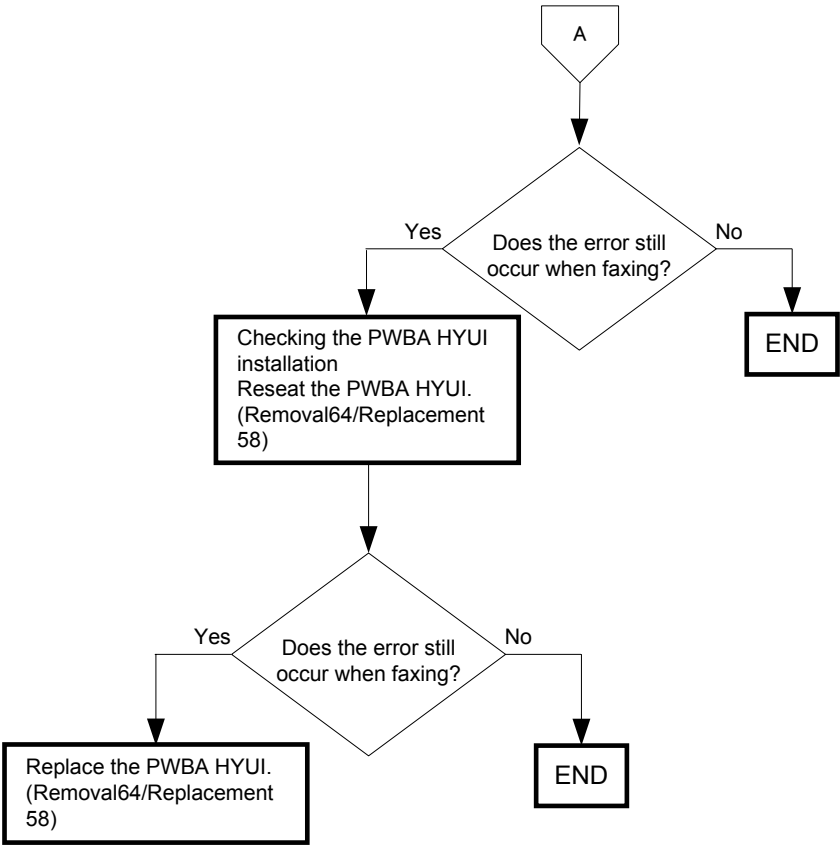 A
Yes
No
Does the error still
occur when faxing?
Checking the PWBA HYUI
installation
Reseat the PWBA HYUI.
(Removal64/Replacement
58)
END
Yes
No
Does the error still
occur when faxing?
Replace the PWBA HYUI.
(Removal64/Replacement
58)
END